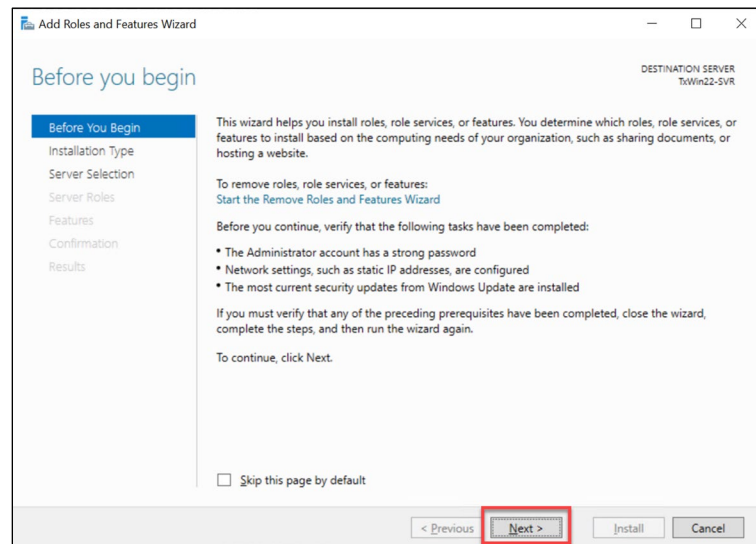 Add Roles and Features Wizard
Before you begin
DESTINATION SERVER
TxWin22-SVR
Before You Begin
Installation Type
Server Selection
Server Roles
Features
Confirmation
Results
This wizard helps you install roles, role services, or features. You determine which roles, role services, or
features to install based on the computing needs of your organization, such as sharing documents, or
hosting a website.
To remove roles, role services, or features:
Start the Remove Roles and Features Wizard
Before you continue, verify that the following tasks have been completed:
• The Administrator account has a strong password
• Network settings, such as static IP addresses, are configured
• The most current security updates from Windows Update are installed
If you must verify that any of the preceding prerequisites have been completed, close the wizard,
complete the steps, and then run the wizard again.
To continue, click Next.
Skip this page by default
< Previous
Next >
Install
Cancel